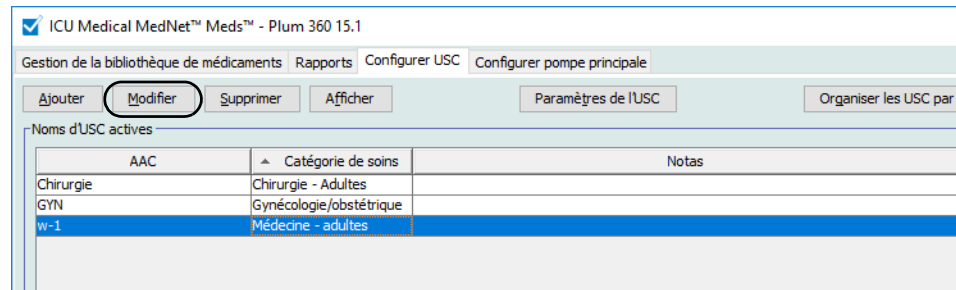 ICU Medical MedNet™ Meds™ - Plum 360 15.1
Gestion de la bibliothèque de médicaments Rapports Configurer USC Configurer pompe principale
Ajouter Modifier Supprimer Afficher Paramètres de l'USC Organiser les USC par
Noms d'USC actives
AAC Catégorie de soins Notas
Chirurgie Chirurgie - Adultes
GYN Gynécologie/obstétrique
w-1 Médecine - adultes